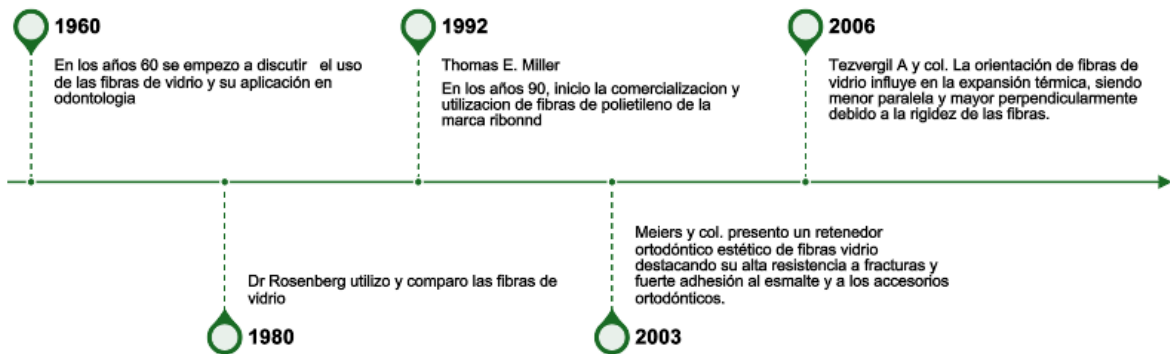 1960
En los años 60 se empezo a discutir el uso
de las fibras de vidrio y su aplicación en
odontologia
1992
Thomas E. Miller
En los años 90, inicio la comercializacion y
utilizacion de fibras de polietileno de la
marca ribonnd
2006
Tezvergil A y col. La orientación de fibras de
vidrio influye en la expansión térmica, siendo
menor paralela y mayor perpendicularmente
debido a la rigidez de las fibras.
Dr Rosenberg utilizo y comparo las fibras de
vidrio
1980
Meiers y col. presento un retenedor
ortodóntico estético de fibras vidrio
destacando su alta resistencia a fracturas y
fuerte adhesión al esmalte y a los accesorios
ortodónticos.
2003